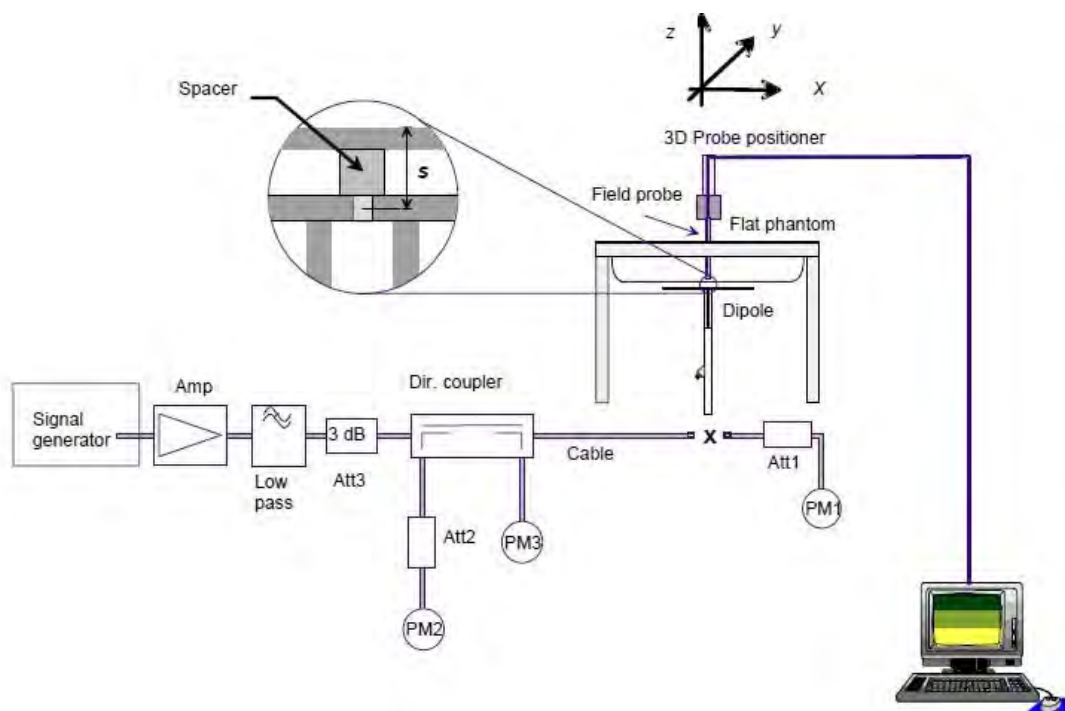 z
y
x
Spacer
s
3D Probe positioner
Field probe
Flat phantom
Dipole
Dir. coupler
Amp
Signal
generator
3 dB
Low
pass
Att3
Cable
X
Att1
PM1
Att2
PM3
PM2